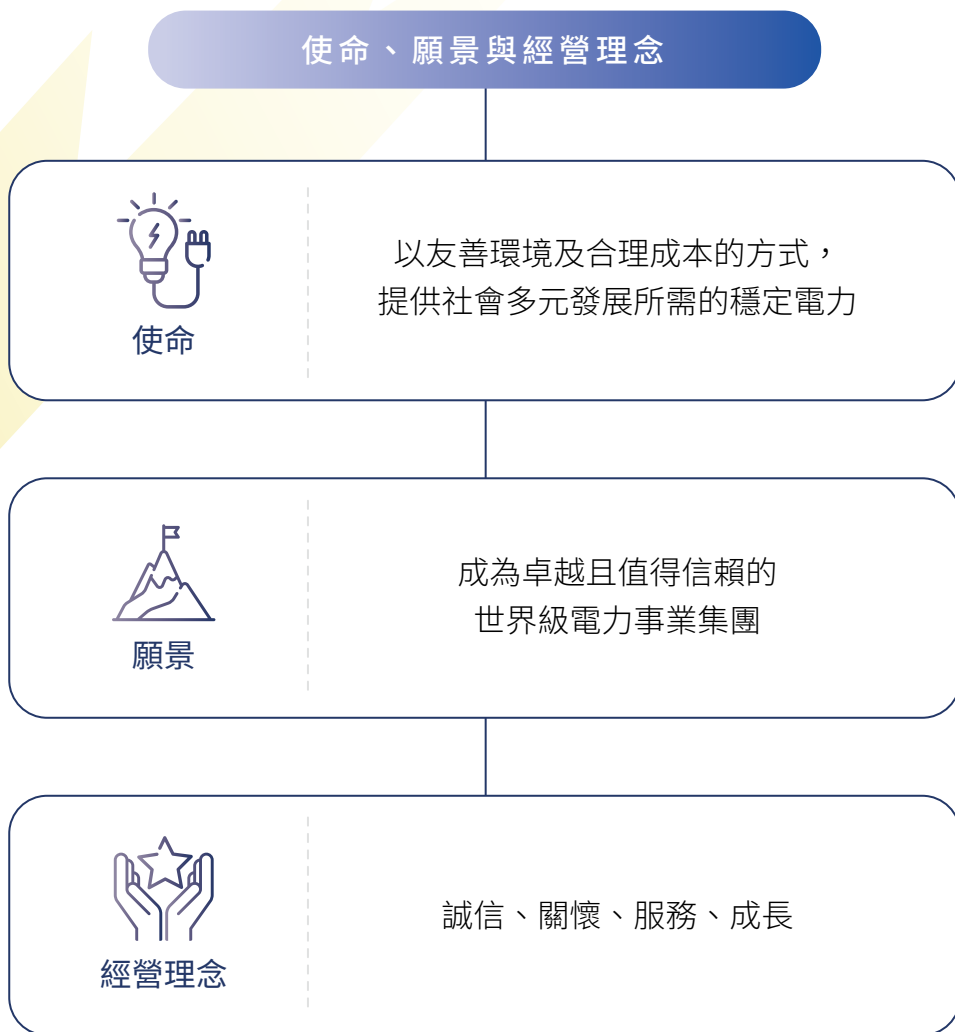 使命、願景與經營理念
以友善環境及合理成本的方式，
提供社會多元發展所需的穩定電力
使命
成為卓越且值得信賴的
世界級電力事業集團
願景
誠信、關懷、服務、成長
經營理念